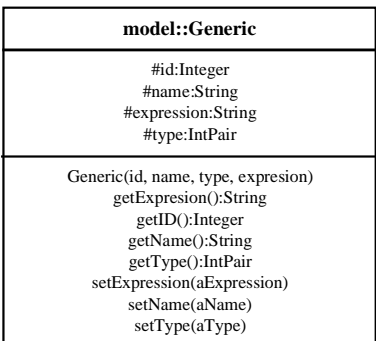 model::Generic
#id:Integer
#name:String
#expression:String
#type:IntPair
Generic(id, name, type, expresion)
getExpresion():String
getID():Integer
getName():String
getType():IntPair
setExpression(aExpression)
setName(aName)
setType(aType)